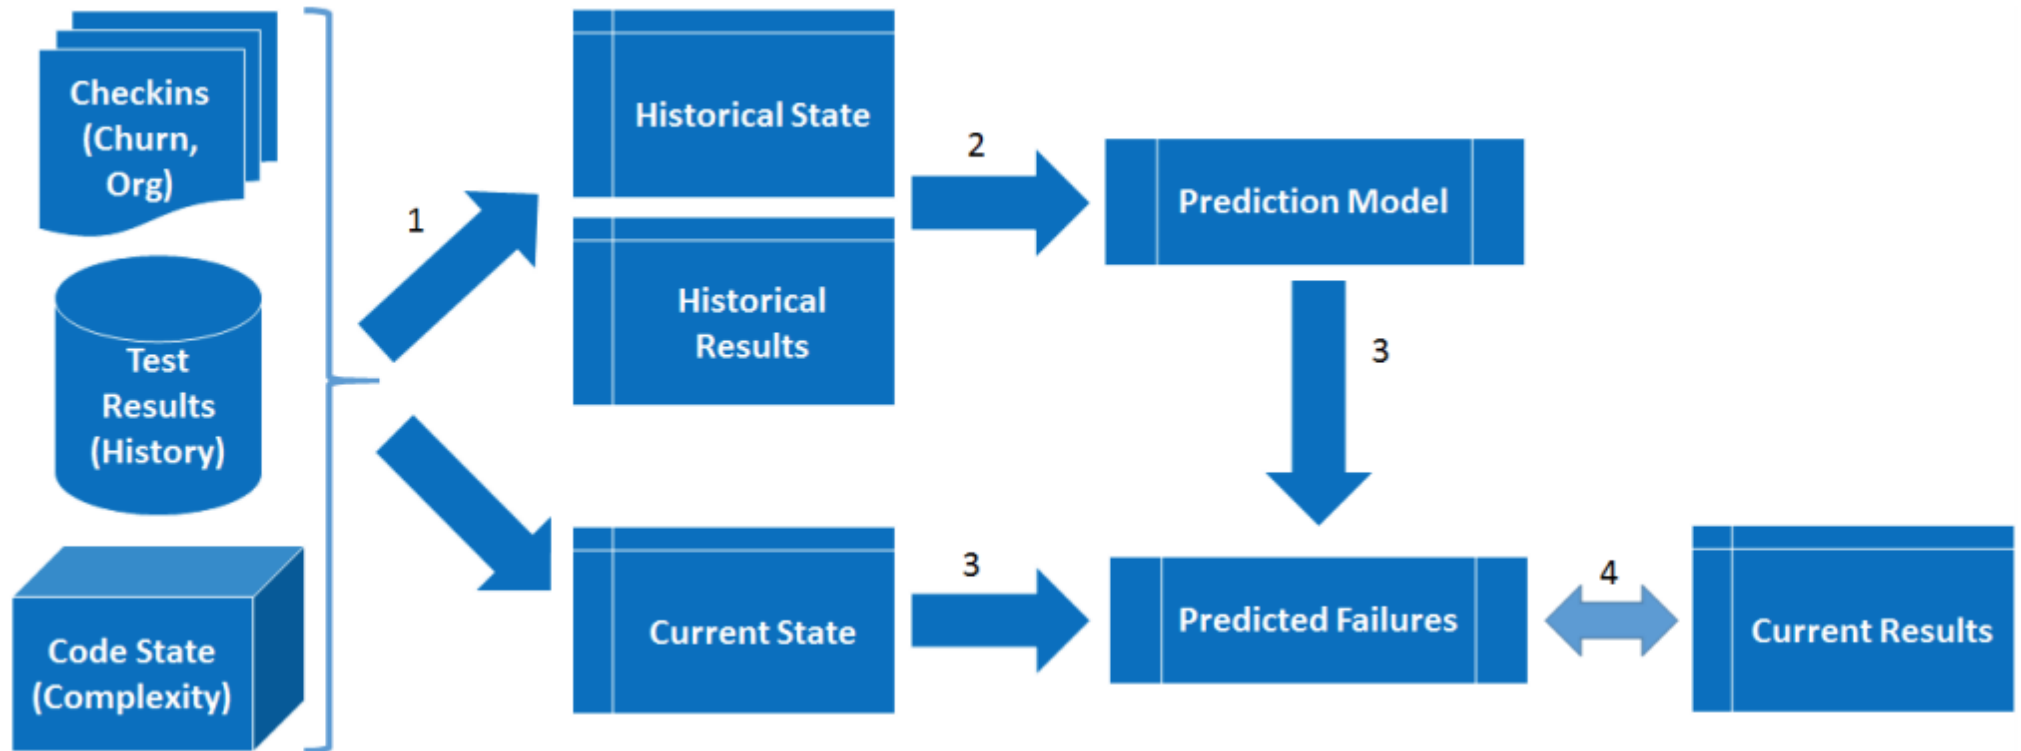 Checkins
(Churn,
Org)
Test
Results
(History)
Code State
(Complexity)
1
Historical State
Historical
Results
2
Prediction Model
3
Current State
3
Predicted Failures
4
Current Results